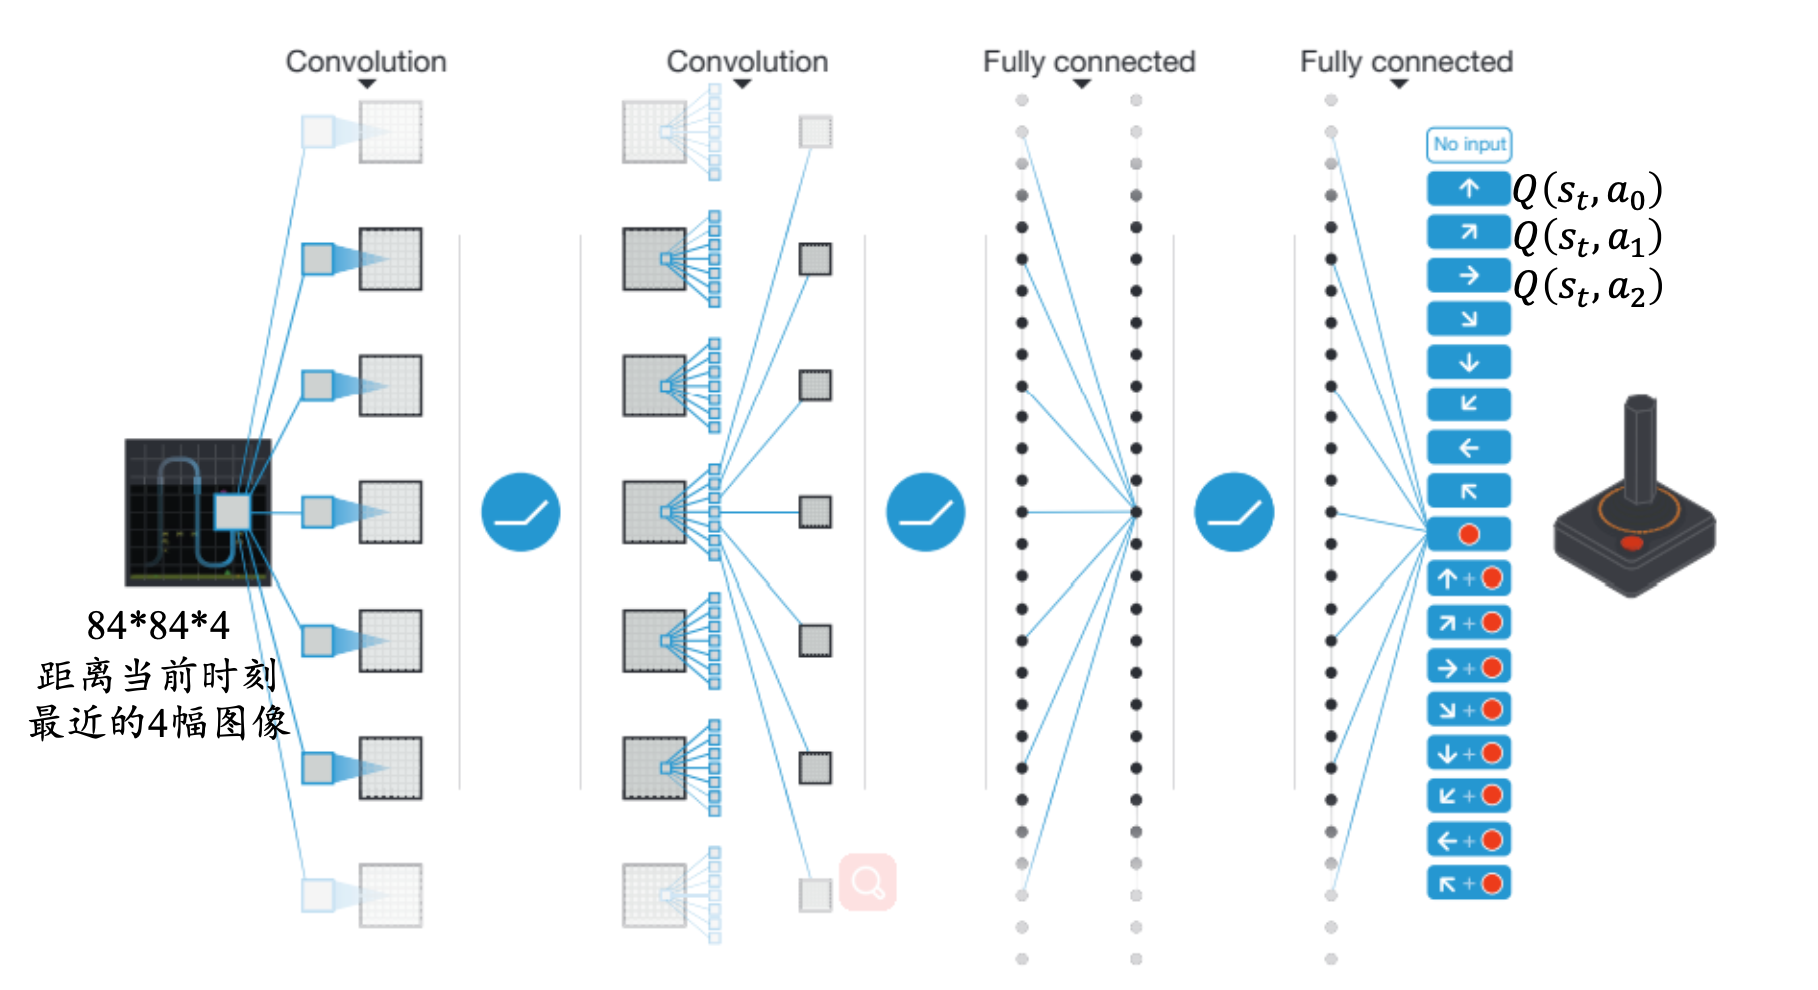 Convolution
Convolution
Fully connected
Fully connected
No input
Q(s_t, a_0)
Q(s_t, a_1)
Q(s_t, a_2)
84*84*4
距离当前时刻
最近的4幅图像